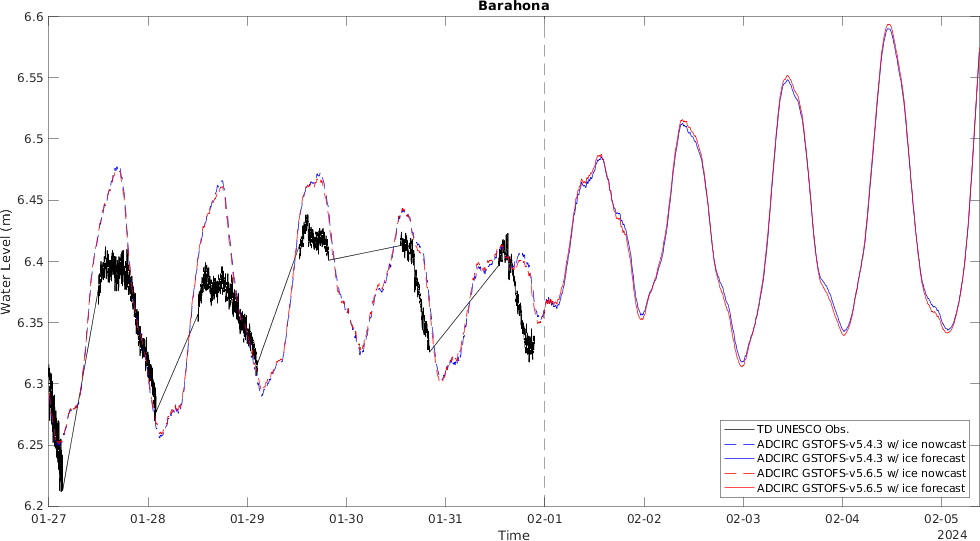 Barahona
6.6
6.55
6.5
6.45
6.4
6.35
6.3
6.25
6.2
Water Level (m)
01-27
01-28
01-29
01-30
01-31
02-01
02-02
02-03
02-04
02-05
Time
2024
TD UNESCO Obs.
ADCIRC GSTOFS-v5.4.3 w/ ice nowcast
ADCIRC GSTOFS-v5.4.3 w/ ice forecast
ADCIRC GSTOFS-v5.6.5 w/ ice nowcast
ADCIRC GSTOFS-v5.6.5 w/ ice forecast